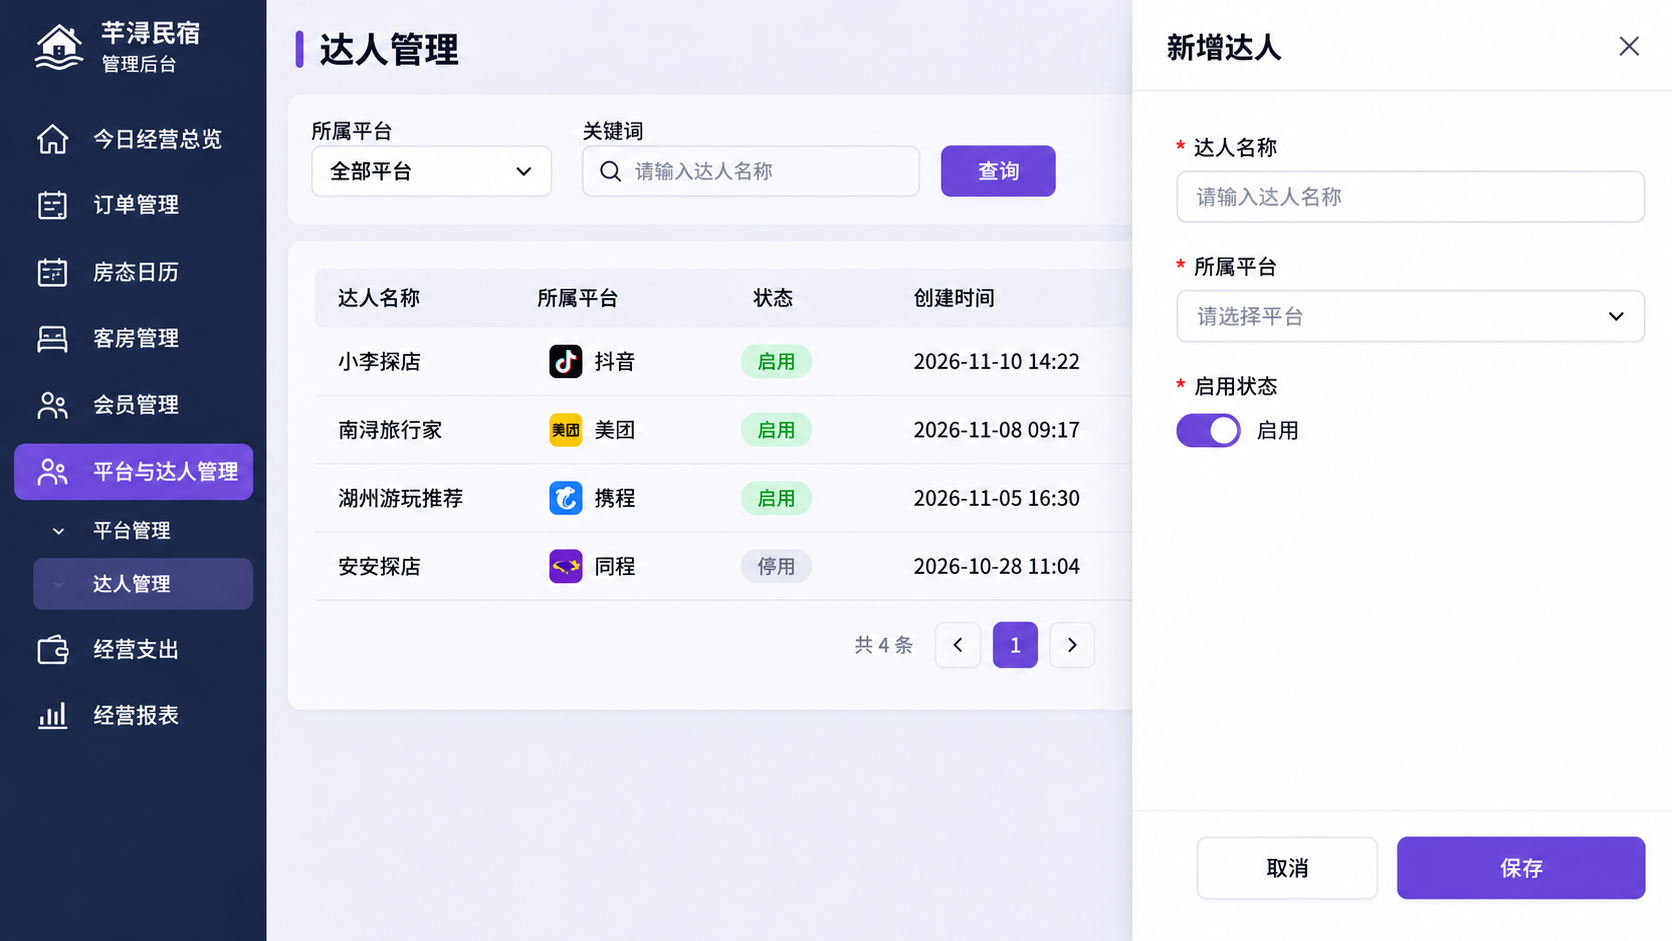 芊浔民宿
管理后台
今日经营总览
订单管理
房态日历
客房管理
会员管理
平台与达人管理
平台管理
达人管理
经营支出
经营报表
达人管理
所属平台
关键词
全部平台
请输入达人名称
查询
达人名称 所属平台 状态 创建时间
小李探店 抖音 启用 2026-11-10 14:22
南浔旅行家 美团 美团 启用 2026-11-08 09:17
湖州游玩推荐 携程 启用 2026-11-05 16:30
安安探店 同程 停用 2026-10-28 11:04
共 4 条 1
新增达人
* 达人名称
请输入达人名称
* 所属平台
请选择平台
* 启用状态
启用
取消 保存